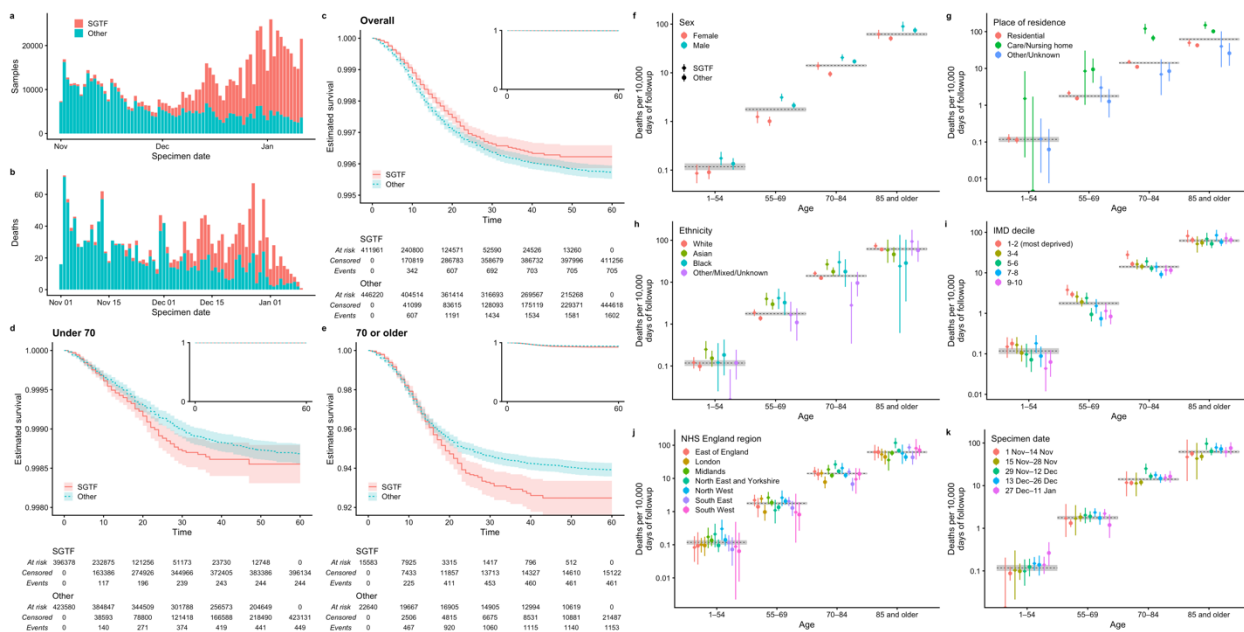 a
SGTF
Other
20000
10000
0
Samples
Nov
Dec
Jan
Specimen date
b
60
40
20
0
Deaths
Nov 01
Nov 15
Dec 01
Dec 15
Jan 01
Specimen date
c
Overall
1.000
0.999
0.998
0.997
0.996
0.995
Estimated survival
1
0
0
60
SGTF
Other
0 10 20 30 40 50 60
Time
SGTF
At risk 411961 240800 124571 52590 24526 13260 0
Censored 0 170819 286783 358679 386732 397996 411256
Events 0 342 607 692 703 705 705
Other
At risk 446220 404514 361414 316693 269567 215268 0
Censored 0 41099 83615 128093 175119 229371 444618
Events 0 607 1191 1434 1534 1581 1602
d
Under 70
1.0000
0.9995
0.9990
0.9985
0.9980
Estimated survival
1
0
0
60
SGTF
Other
0 10 20 30 40 50 60
Time
SGTF
At risk 396378 232875 121256 51173 23730 12748 0
Censored 0 163386 274926 344966 372405 383386 396134
Events 0 117 196 239 243 244 244
Other
At risk 423580 384847 344509 301788 256573 204649 0
Censored 0 38593 78800 121418 166588 218490 423131
Events 0 140 271 374 419 441 449
e
70 or older
1.00
0.98
0.96
0.94
0.92
Estimated survival
1
0
0
60
SGTF
Other
0 10 20 30 40 50 60
Time
SGTF
At risk 15583 7925 3315 1417 796 512 0
Censored 0 7433 11857 13713 14327 14610 15122
Events 0 225 411 453 460 461 461
Other
At risk 22640 19667 16905 14905 12994 10619 0
Censored 0 2506 4815 6675 8531 10881 21487
Events 0 467 920 1060 1115 1140 1153
f
Sex
Female
Male
SGTF
Other
100
10
1
0.1
Deaths per 10,000
days of followup
1–54
55–69
70–84
85 and older
Age
g
Place of residence
Residential
Care/Nursing home
Other/Unknown
100
10
1
0.1
0.01
Deaths per 10,000
days of followup
1–54
55–69
70–84
85 and older
Age
h
Ethnicity
White
Asian
Black
Other/Mixed/Unknown
100
10
1
0.1
Deaths per 10,000
days of followup
1–54
55–69
70–84
85 and older
Age
i
IMD decile
1-2 (most deprived)
3-4
5-6
7-8
9-10
100
10
1
0.1
Deaths per 10,000
days of followup
1–54
55–69
70–84
85 and older
Age
j
NHS England region
East of England
London
Midlands
North East and Yorkshire
North West
South East
South West
100
10
1
0.1
0.01
Deaths per 10,000
days of followup
1–54
55–69
70–84
85 and older
Age
k
Specimen date
1 Nov–14 Nov
15 Nov–28 Nov
29 Nov–12 Dec
13 Dec–26 Dec
27 Dec–11 Jan
100
10
1
0.1
Deaths per 10,000
days of followup
1–54
55–69
70–84
85 and older
Age